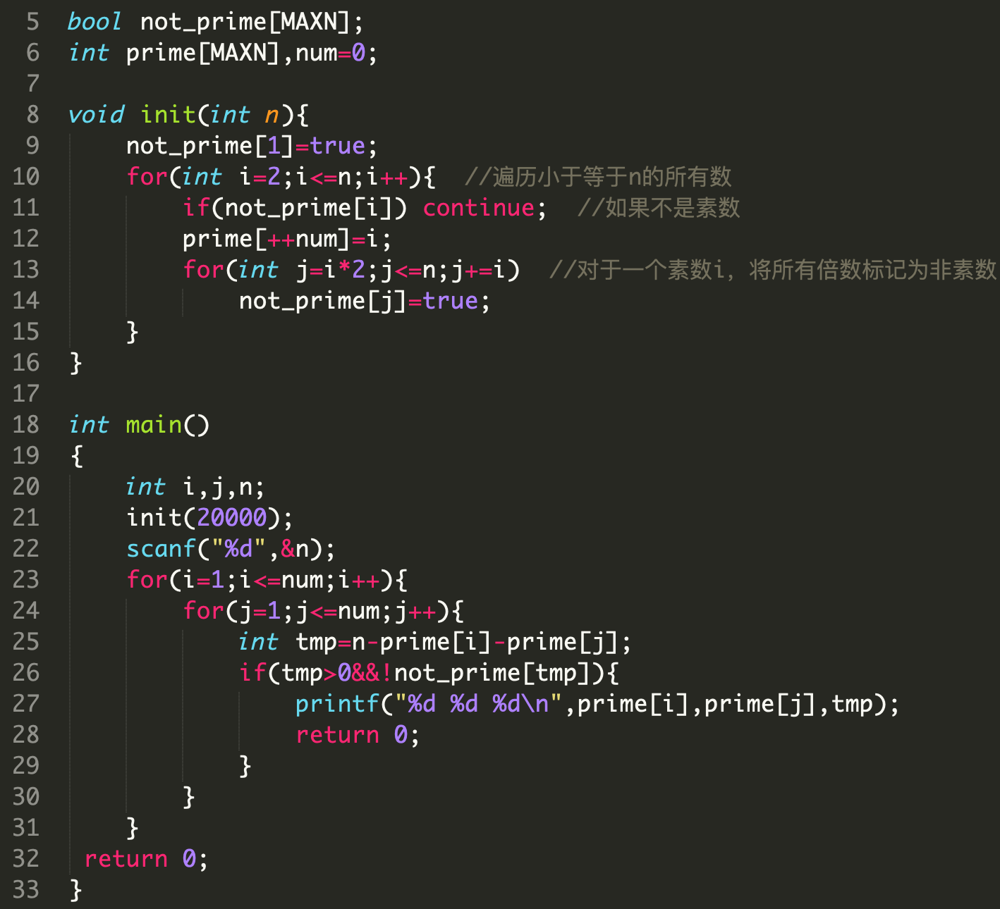 5 bool not_prime[MAXN];
6 int prime[MAXN],num=0;
7
8 void init(int n){
9     not_prime[1]=true;
10     for(int i=2;i<=n;i++){  //遍历小于等于n的所有数
11         if(not_prime[i]) continue;  //如果不是素数
12         prime[++num]=i;
13         for(int j=i*2;j<=n;j+=i)  //对于一个素数i，将所有倍数标记为非素数
14             not_prime[j]=true;
15     }
16 }
17
18 int main()
19 {
20     int i,j,n;
21     init(20000);
22     scanf("%d",&n);
23     for(i=1;i<=num;i++){
24         for(j=1;j<=num;j++){
25             int tmp=n-prime[i]-prime[j];
26             if(tmp>0&&!not_prime[tmp]){
27                 printf("%d %d %d\n",prime[i],prime[j],tmp);
28                 return 0;
29             }
30         }
31     }
32  return 0;
33 }